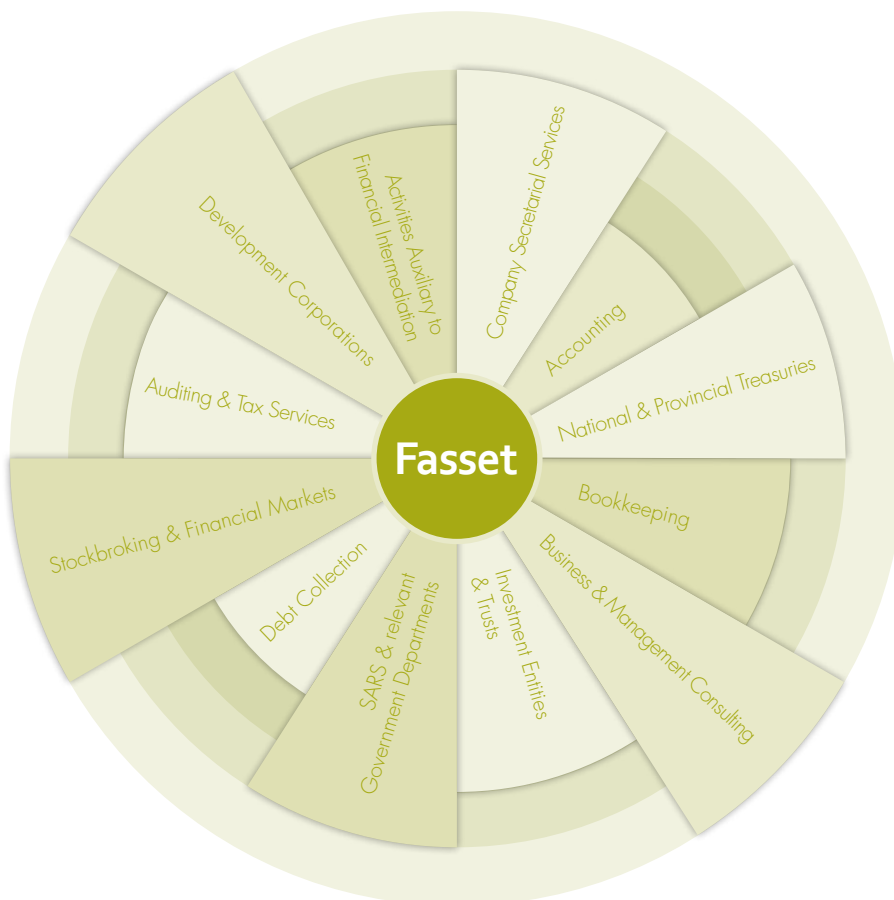 Fasset
Company Secretarial Services
Accounting
National & Provincial Treasuries
Bookkeeping
Business & Management Consulting
Investment Entities
& Trusts
SARS & relevant
Government Departments
Debt Collection
Stockbroking & Financial Markets
Auditing & Tax Services
Development Corporations
Activities Auxiliary to
Financial Intermediation